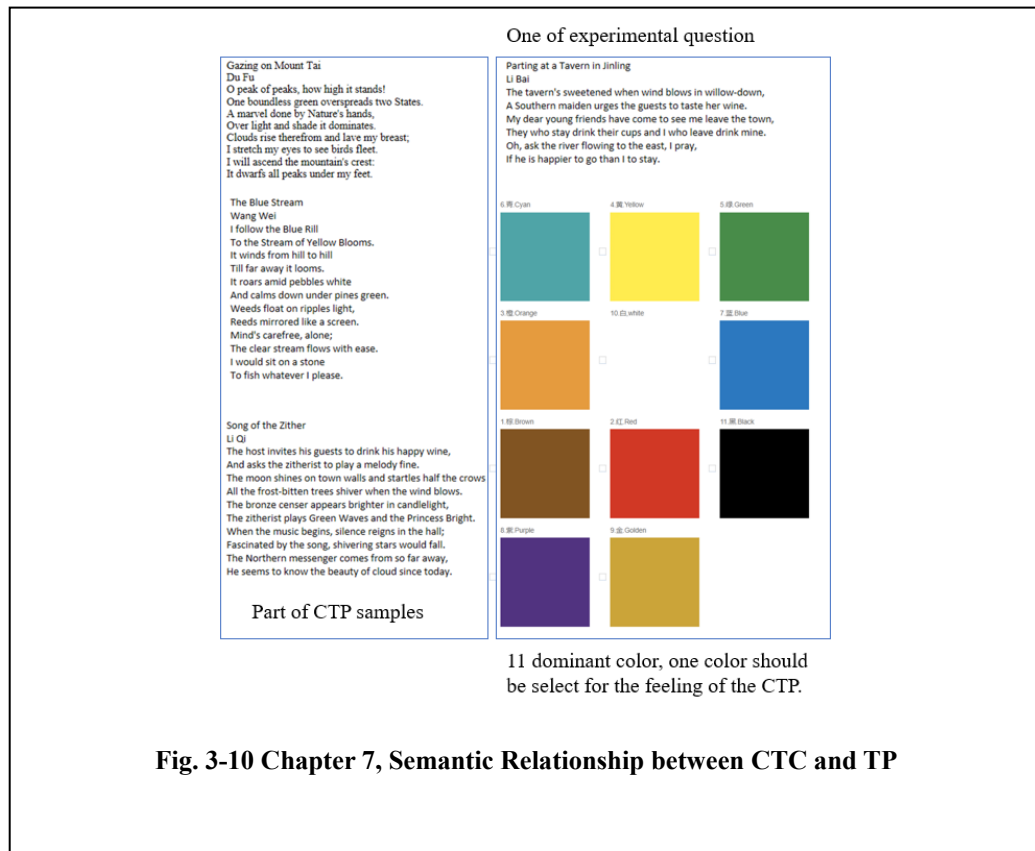 One of experimental question
Gazing on Mount Tai
Du Fu
O peak of peaks, how high it stands!
One boundless green overspreads two States.
A marvel done by Nature's hands,
Over light and shade it dominates.
Clouds rise therefrom and lave my breast;
I stretch my eyes to see birds fleet.
I will ascend the mountain's crest:
It dwarfs all peaks under my feet.
The Blue Stream
Wang Wei
I follow the Blue Rill
To the Stream of Yellow Blooms.
It winds from hill to hill
Till far away it looms.
It roars amid pebbles white
And calms down under pines green.
Weeds float on ripples light,
Reeds mirrored like a screen.
Mind's carefree, alone;
The clear stream flows with ease.
I would sit on a stone
To fish whatever I please.
Song of the Zither
Li Qi
The host invites his guests to drink his happy wine,
And asks the zitherist to play a melody fine.
The moon shines on town walls and startles half the crows
All the frost-bitten trees shiver when the wind blows.
The bronze censer appears brighter in candlelight,
The zitherist plays Green Waves and the Princess Bright.
When the music begins, silence reigns in the hall;
Fascinated by the song, shivering stars would fall.
The Northern messenger comes from so far away,
He seems to know the beauty of cloud since today.
Part of CTP samples
Parting at a Tavern in Jinling
Li Bai
The tavern's sweetened when wind blows in willow-down,
A Southern maiden urges the guests to taste her wine.
My dear young friends have come to see me leave the town,
They who stay drink their cups and I who leave drink mine.
Oh, ask the river flowing to the east, I pray,
If he is happier to go than I to stay.
6.青:Cyan
4.黄:Yellow
5.绿:Green
3.橙:Orange
10.白:white
7.蓝:Blue
1.棕:Brown
2.红:Red
11.黑:Black
8.紫:Purple
9.金:Golden
11 dominant color, one color should
be select for the feeling of the CTP.
Fig. 3-10 Chapter 7, Semantic Relationship between CTC and TP